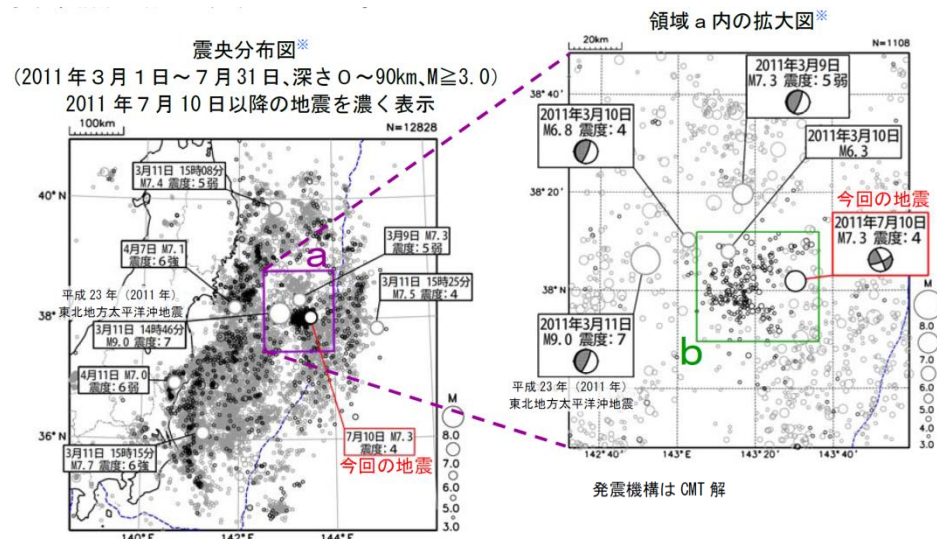 震央分布図※
(2011年3月1日～7月31日、深さ0～90km、M≧3.0)
2011年7月10日以降の地震を濃く表示
100km
N=12828
40°N
38°N
36°N
140°E
142°E
144°E
3月11日 15時08分
M7.4 震度:5弱
4月7日 M7.1
震度:6強
平成23年(2011年)
東北地方太平洋沖地震
3月11日 14時46分
M9.0 震度:7
4月11日 M7.0
震度:6弱
3月11日 15時15分
M7.7 震度:6強
a
3月9日 M7.3
震度:5弱
3月11日 15時25分
M7.5 震度:4
7月10日 M7.3
震度:4
今回の地震
M
8.0
7.0
6.0
5.0
3.0
領域a内の拡大図※
20km
N=1108
38°40'
38°20'
38°N
142°40'
143°E
143°20'
143°40'
2011年3月9日
M7.3 震度:5弱
2011年3月10日
M6.8 震度:4
2011年3月10日
M6.3
今回の地震
2011年7月10日
M7.3 震度:4
2011年3月11日
M9.0 震度:7
平成23年(2011年)
東北地方太平洋沖地震
b
M
8.0
7.0
6.0
5.0
4.0
3.0
発震機構はCMT解